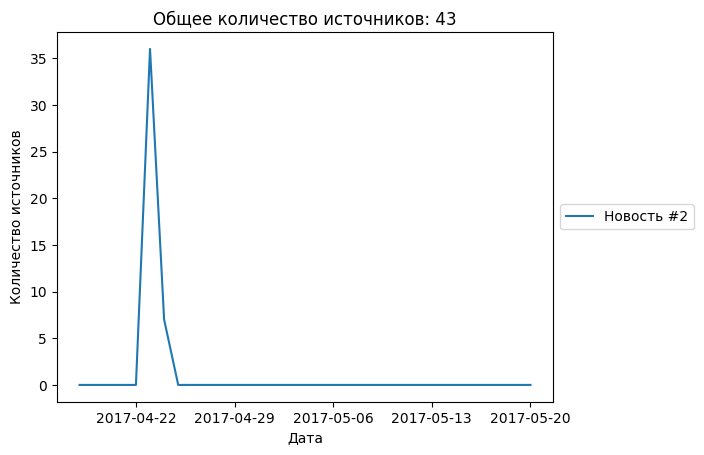 Общее количество источников: 43
Количество источников
35
30
25
20
15
10
5
0
2017-04-22 2017-04-29 2017-05-06 2017-05-13 2017-05-20
Дата
Новость #2